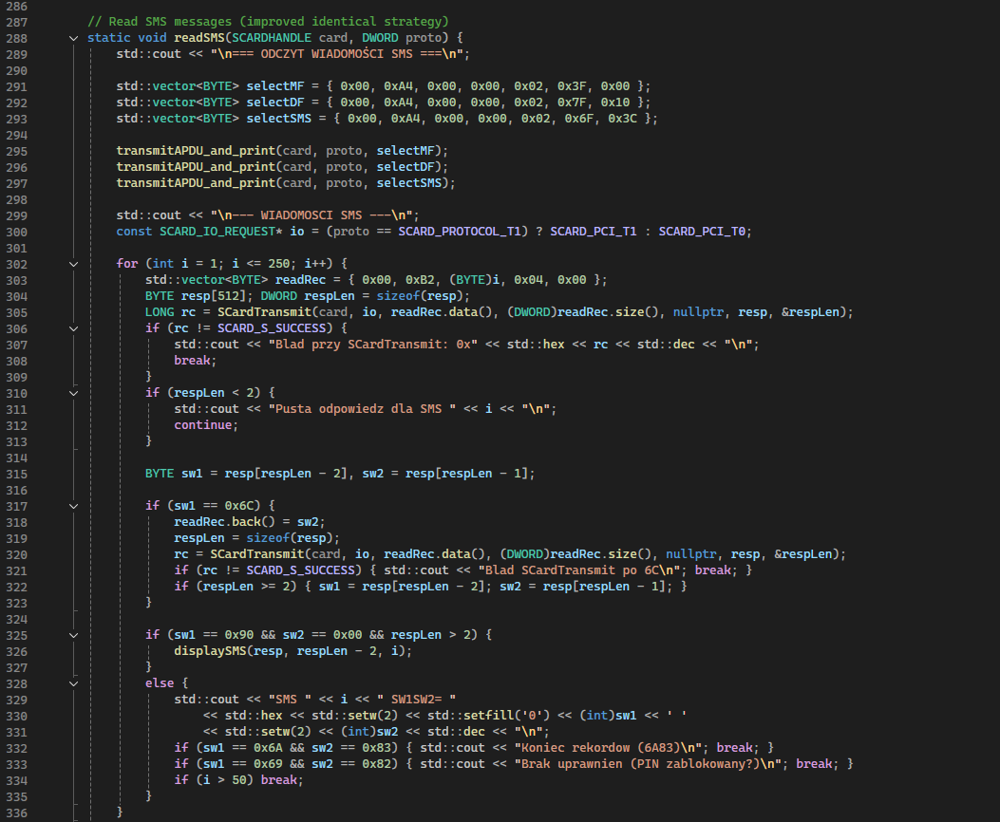 286
287 // Read SMS messages (improved identical strategy)
288 static void readSMS(SCARDHANDLE card, DWORD proto) {
289 std::cout << "\n=== ODCZYT WIADOMOŚCI SMS ===\n";
290
291 std::vector<BYTE> selectMF = { 0x00, 0xA4, 0x00, 0x00, 0x02, 0x3F, 0x00 };
292 std::vector<BYTE> selectDF = { 0x00, 0xA4, 0x00, 0x00, 0x02, 0x7F, 0x10 };
293 std::vector<BYTE> selectSMS = { 0x00, 0xA4, 0x00, 0x00, 0x02, 0x6F, 0x3C };
294
295 transmitAPDU_and_print(card, proto, selectMF);
296 transmitAPDU_and_print(card, proto, selectDF);
297 transmitAPDU_and_print(card, proto, selectSMS);
298
299 std::cout << "\n--- WIADOMOSCI SMS ---\n";
300 const SCARD_IO_REQUEST* io = (proto == SCARD_PROTOCOL_T1) ? SCARD_PCI_T1 : SCARD_PCI_T0;
301
302 for (int i = 1; i <= 250; i++) {
303 std::vector<BYTE> readRec = { 0x00, 0xB2, (BYTE)i, 0x04, 0x00 };
304 BYTE resp[512]; DWORD respLen = sizeof(resp);
305 LONG rc = SCardTransmit(card, io, readRec.data(), (DWORD)readRec.size(), nullptr, resp, &respLen);
306 if (rc != SCARD_S_SUCCESS) {
307 std::cout << "Blad przy SCardTransmit: 0x" << std::hex << rc << std::dec << "\n";
308 break;
309 }
310 if (respLen < 2) {
311 std::cout << "Pusta odpowiedz dla SMS " << i << "\n";
312 continue;
313 }
314
315 BYTE sw1 = resp[respLen - 2], sw2 = resp[respLen - 1];
316
317 if (sw1 == 0x6C) {
318 readRec.back() = sw2;
319 respLen = sizeof(resp);
320 rc = SCardTransmit(card, io, readRec.data(), (DWORD)readRec.size(), nullptr, resp, &respLen);
321 if (rc != SCARD_S_SUCCESS) { std::cout << "Blad SCardTransmit po 6C\n"; break; }
322 if (respLen >= 2) { sw1 = resp[respLen - 2]; sw2 = resp[respLen - 1]; }
323 }
324
325 if (sw1 == 0x90 && sw2 == 0x00 && respLen > 2) {
326 displaySMS(resp, respLen - 2, i);
327 }
328 else {
329 std::cout << "SMS " << i << " SW1SW2= "
330 << std::hex << std::setw(2) << std::setfill('0') << (int)sw1 << ' '
331 << std::setw(2) << (int)sw2 << std::dec << "\n";
332 if (sw1 == 0x6A && sw2 == 0x83) { std::cout << "Koniec rekordow (6A83)\n"; break; }
333 if (sw1 == 0x69 && sw2 == 0x82) { std::cout << "Brak uprawnien (PIN zablokowany?)\n"; break; }
334 if (i > 50) break;
335 }
336 }